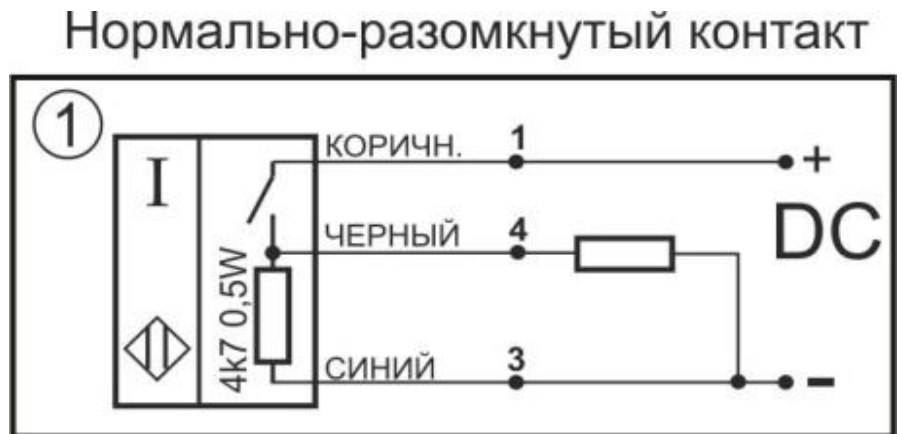 Нормально-разомкнутый контакт
1
I
КОРИЧН.
1
+
DC
ЧЕРНЫЙ
4
4k7 0,5W
СИНИЙ
3
-